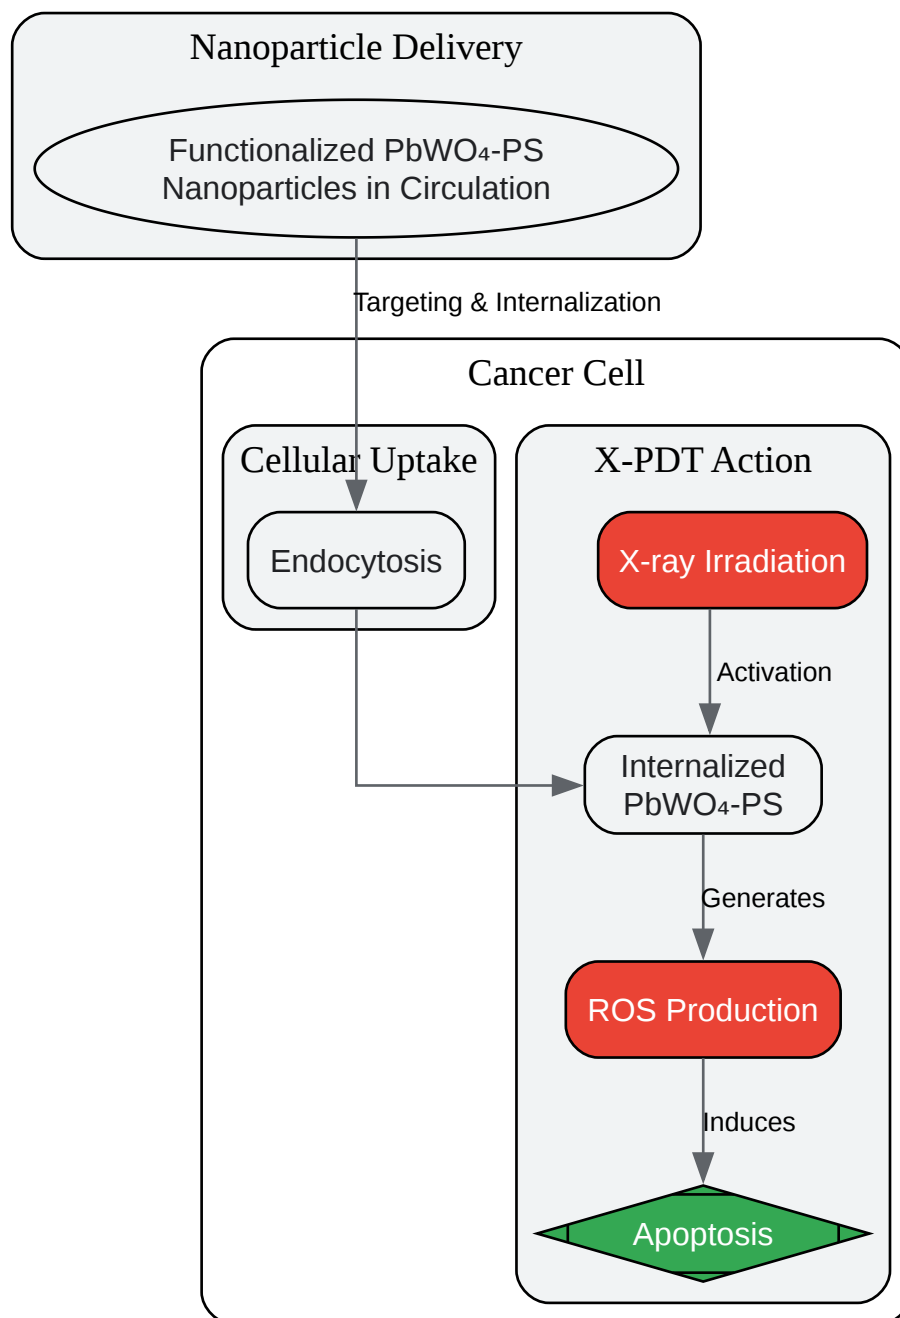 Nanoparticle Delivery
Functionalized PbWO₄-PS
Nanoparticles in Circulation
Targeting & Internalization
Cancer Cell
Cellular Uptake
X-PDT Action
Endocytosis
X-ray Irradiation
Activation
Internalized
PbWO₄-PS
Generates
ROS Production
Induces
Apoptosis